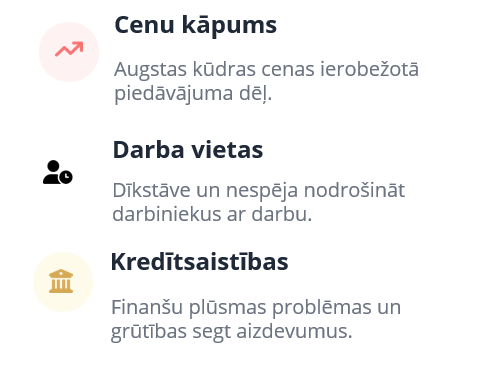 Cenu kāpums
Augstas kūdras cenas ierobežotā
piedāvājuma dēļ.
Darba vietas
Dīkstāve un nespēja nodrošināt
darbiniekus ar darbu.
Kredītsaistības
Finanšu plūsmas problēmas un
grūtības segt aizdevumus.